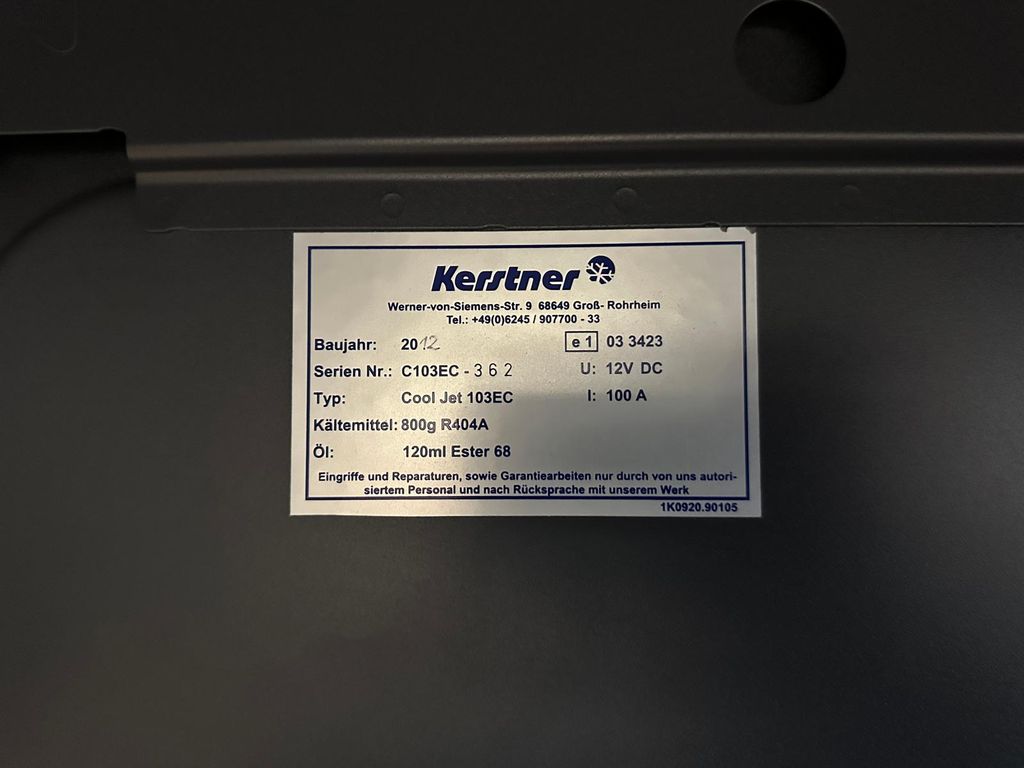 Kerstner
Werner-von-Siemens-Str. 9 68649 Groß- Rohrheim
Tel.: +49(0)6245 / 907700 - 33
Baujahr: 2012 e 1 03 3423
Serien Nr.: C103EC - 362 U: 12V DC
Typ: Cool Jet 103EC I: 100 A
Kältemittel: 800g R404A
Öl: 120ml Ester 68
Eingriffe und Reparaturen, sowie Garantiearbeiten nur durch von uns autori-
siertem Personal und nach Rücksprache mit unserem Werk
1K0920.90105